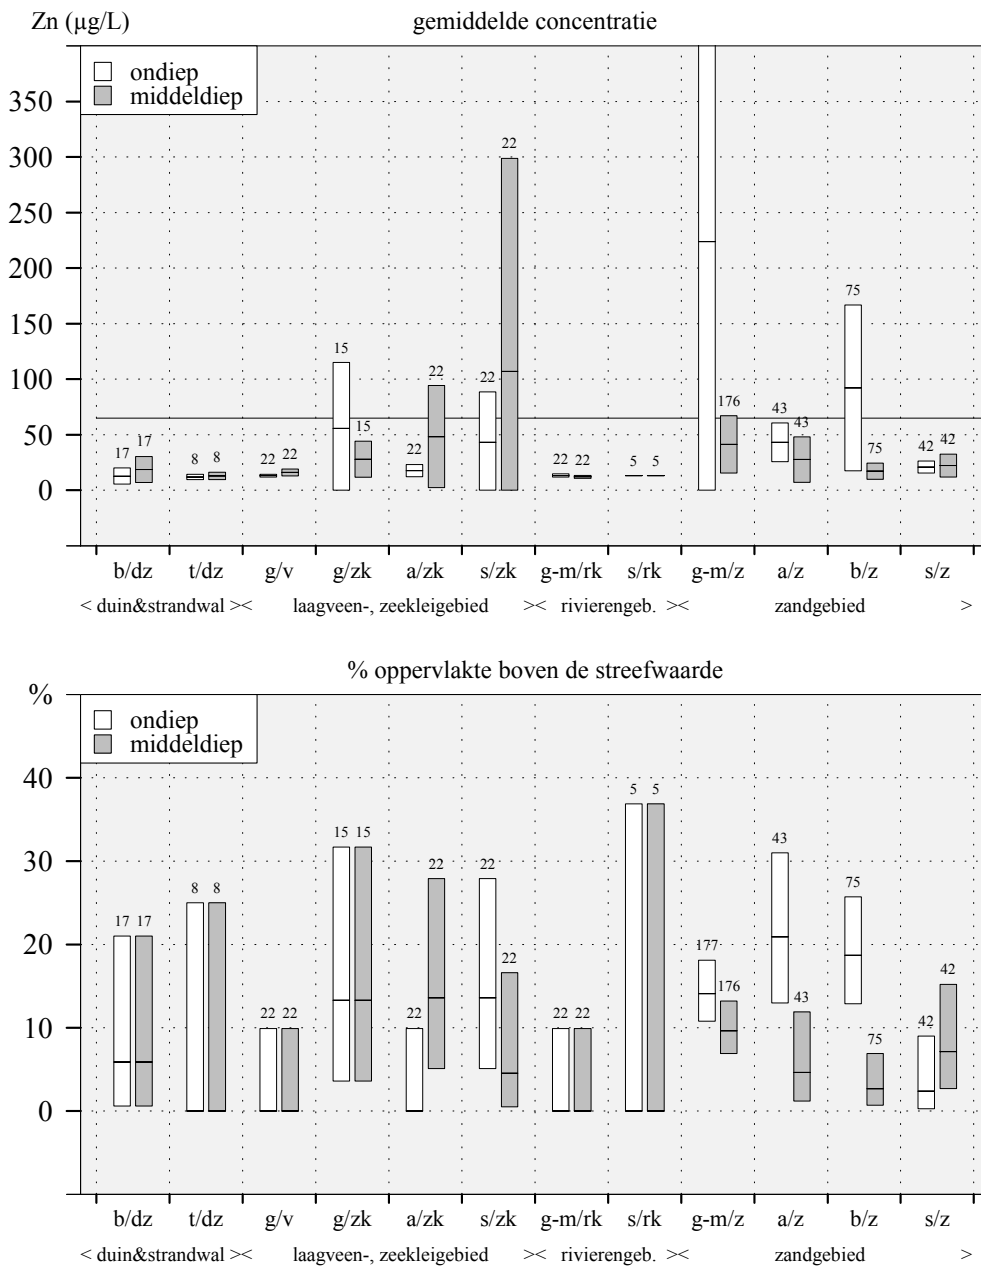 Zn (µg/L)
gemiddelde concentratie
ondiep
middeldiep
350
300
250
200
150
100
50
0
17 17 8 8 22 22 15 15 22 22 22 22 22 22 5 5 176 43 43 75 75 42 42
b/dz t/dz g/v g/zk a/zk s/zk g-m/rk s/rk g-m/z a/z b/z s/z
< duin&strandwal >< laagveen-, zeekleigebied >< rivierengeb. >< zandgebied >
% oppervlakte boven de streefwaarde
%
ondiep
middeldiep
40
30
20
10
0
17 17 8 8 22 22 15 15 22 22 22 22 22 22 5 5 177 176 43 43 75 75 42 42
b/dz t/dz g/v g/zk a/zk s/zk g-m/rk s/rk g-m/z a/z b/z s/z
< duin&strandwal >< laagveen-, zeekleigebied >< rivierengeb. >< zandgebied >